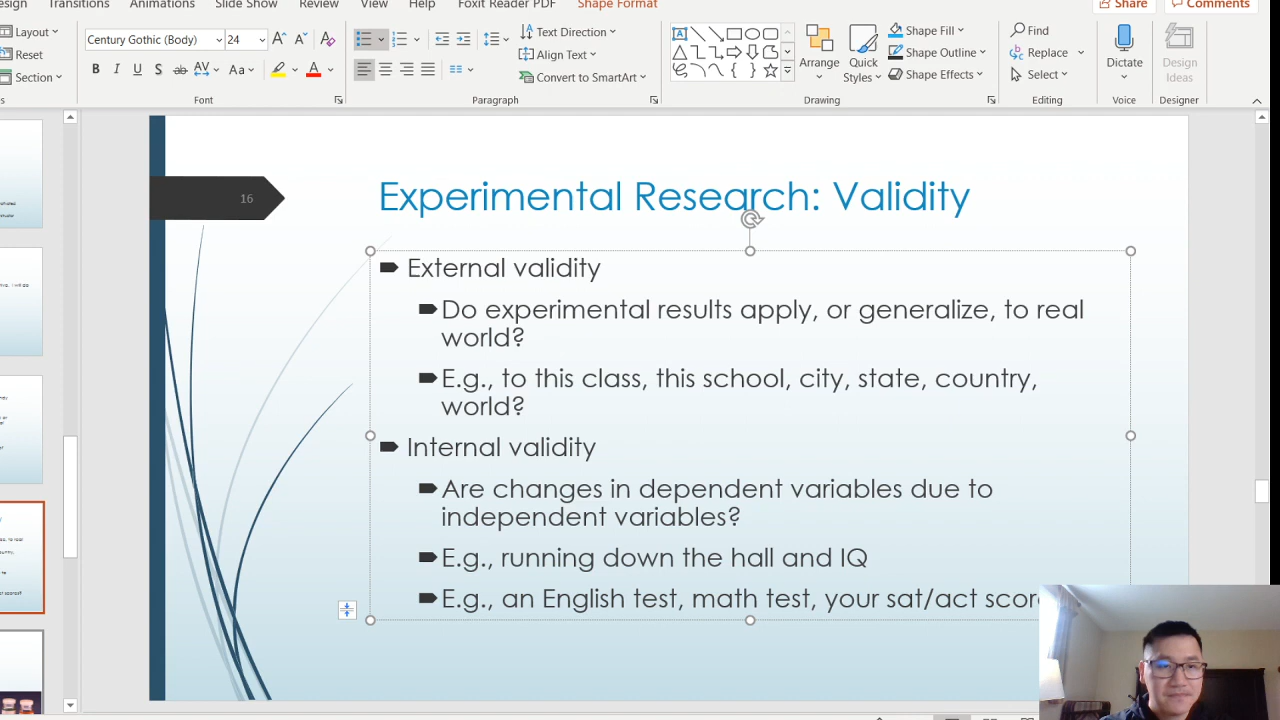 Transitions Animations Slide Show Review View Help Foxit Reader PDF Shape Format Share Comments
Layout Century Gothic (Body) 24 Text Direction Shape Fill Find
Reset Align Text Shape Outline Replace
Section B I U S ab AV Aa A Convert to SmartArt Arrange Quick Styles Shape Effects Select Dictate Design Ideas
Font Paragraph Drawing Editing Voice Designer
16
Experimental Research: Validity
External validity
Do experimental results apply, or generalize, to real
world?
E.g., to this class, this school, city, state, country,
world?
Internal validity
Are changes in dependent variables due to
independent variables?
E.g., running down the hall and IQ
E.g., an English test, math test, your sat/act